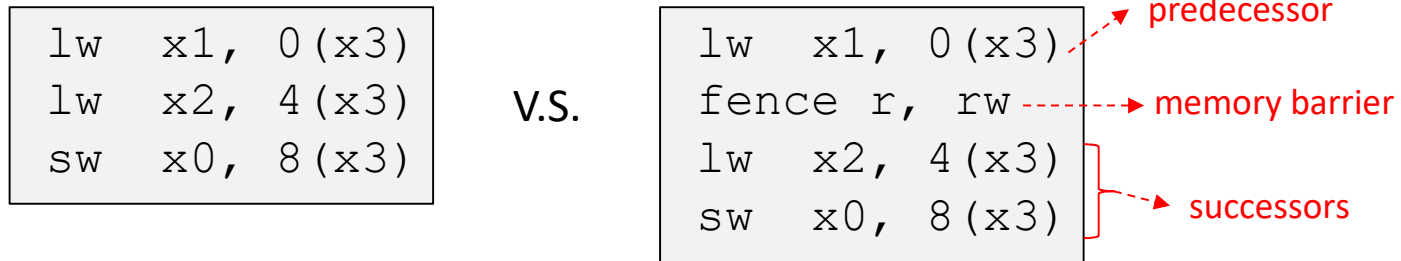 lw x1, 0(x3)
lw x2, 4(x3)
sw x0, 8(x3)
V.S.
lw x1, 0(x3)
fence r, rw
lw x2, 4(x3)
sw x0, 8(x3)
predecessor
memory barrier
successors